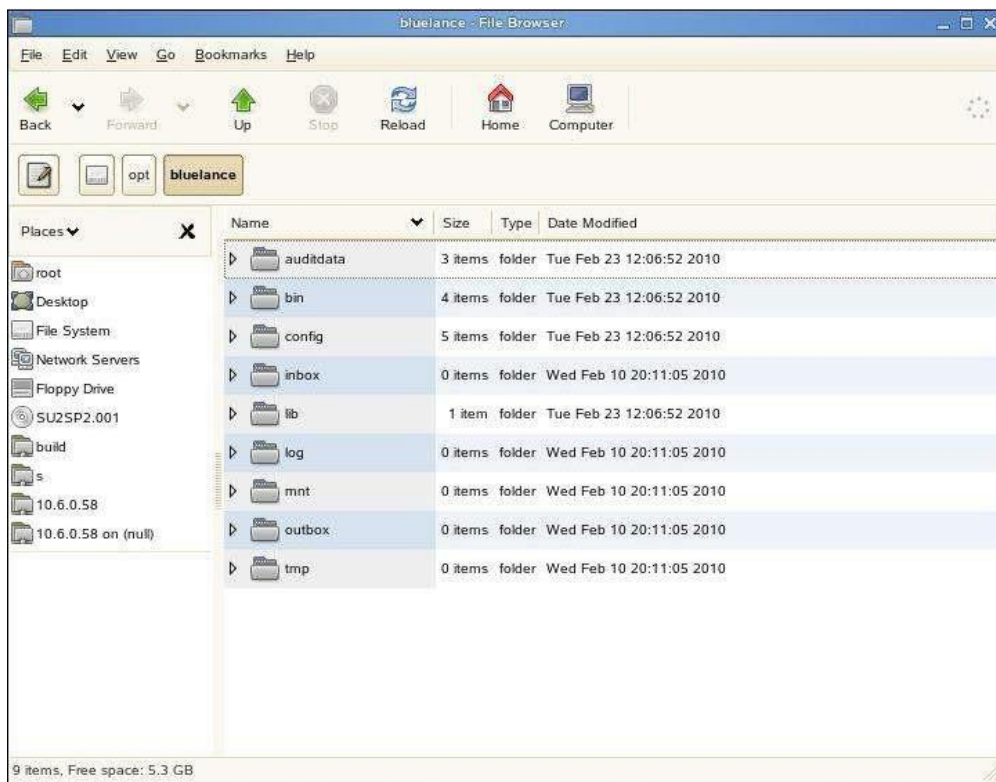 bluelance - File Browser
File Edit View Go Bookmarks Help
Back Forward Up Stop Reload Home Computer
opt bluelance
Places
root
Desktop
File System
Network Servers
Floppy Drive
SU2SP2.001
build
s
10.6.0.58
10.6.0.58 on (null)
Name Size Type Date Modified
auditdata 3 items folder Tue Feb 23 12:06:52 2010
bin 4 items folder Tue Feb 23 12:06:52 2010
config 5 items folder Tue Feb 23 12:06:52 2010
inbox 0 items folder Wed Feb 10 20:11:05 2010
lib 1 item folder Tue Feb 23 12:06:52 2010
log 0 items folder Wed Feb 10 20:11:05 2010
mnt 0 items folder Wed Feb 10 20:11:05 2010
outbox 0 items folder Wed Feb 10 20:11:05 2010
tmp 0 items folder Wed Feb 10 20:11:05 2010
9 items, Free space: 5.3 GB